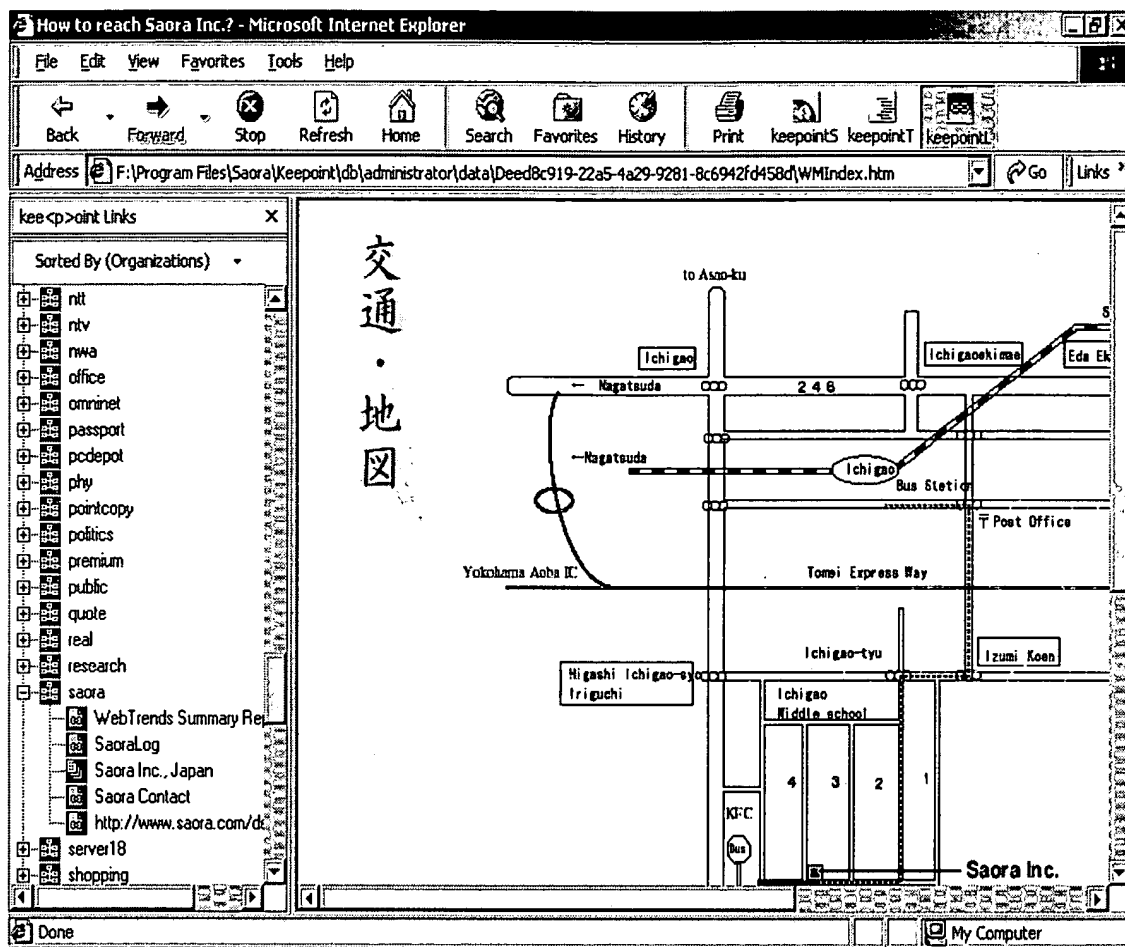 How to reach Saora Inc.? - Microsoft Internet Explorer
File Edit View Favorites Tools Help
Back Forward Stop Refresh Home Search Favorites History Print keepointS keepointT keepointL
Address F:\Program Files\Saora\Keepoint\db\administrator\data\Deed8c919-22a5-4a29-9281-8c6942fd458d\WMIndex.htm Go Links »
kee<p>oint Links X
Sorted By (Organizations)
ntt
ntv
nwa
office
omninet
passport
pcdepot
phy
pointcopy
politics
premium
public
quote
real
research
saora
WebTrends Summary Re
SaoraLog
Saora Inc., Japan
Saora Contact
http://www.saora.com/d
server18
shopping
交通・地図
to Asao-ku
S
Ichigao
Ichigaoekimae
Eda Ek
← Nagatsuda
246
←Nagatsuda
Ichigao
Bus Station
〒Post Office
Yokohama Aoba IC
Tomei Express Way
Ichigao-tyu
Izumi Koen
Higashi Ichigao-sy
Iriguchi
Ichigao
Middle school
4 3 2 1
KFC
Bus
Saora Inc.
Done
My Computer